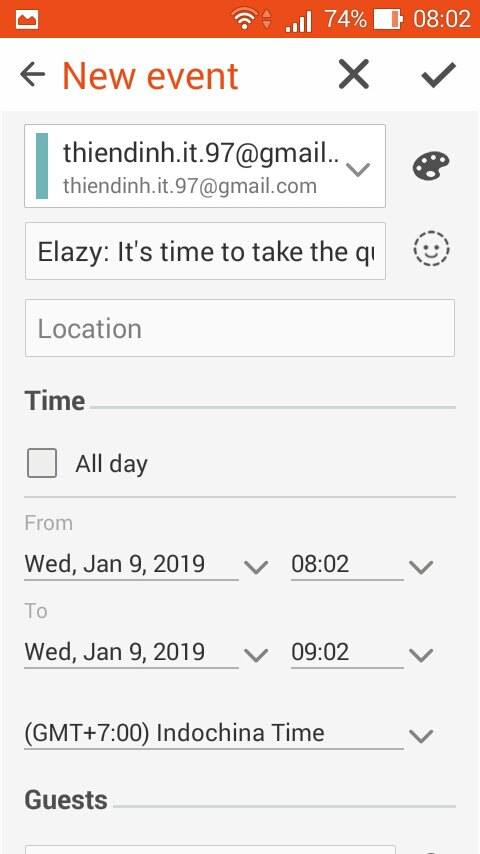 74% 08:02
New event
thiendinh.it.97@gmail..
thiendinh.it.97@gmail.com
Elazy: It's time to take the qu
Location
Time
All day
From
Wed, Jan 9, 2019 08:02
To
Wed, Jan 9, 2019 09:02
(GMT+7:00) Indochina Time
Guests